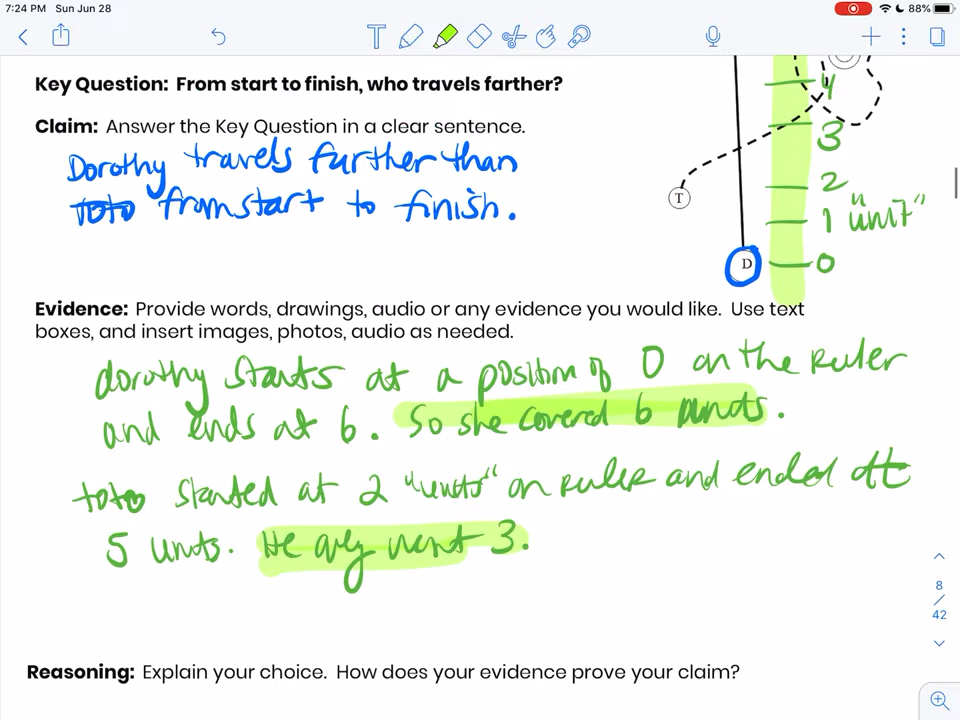 7:24 PM Sun Jun 28
88%
Key Question: From start to finish, who travels farther?
Claim: Answer the Key Question in a clear sentence.
Dorothy travels further than
Toto from start to finish.
4
3
2
1 "unit"
0
T
D
Evidence: Provide words, drawings, audio or any evidence you would like. Use text
boxes, and insert images, photos, audio as needed.
dorothy starts at a position of 0 on the Ruler
and ends at 6. So she covered 6 units.
toto started at 2 "units" on ruler and ended at
5 units. He only went 3.
8
/
42
Reasoning: Explain your choice. How does your evidence prove your claim?